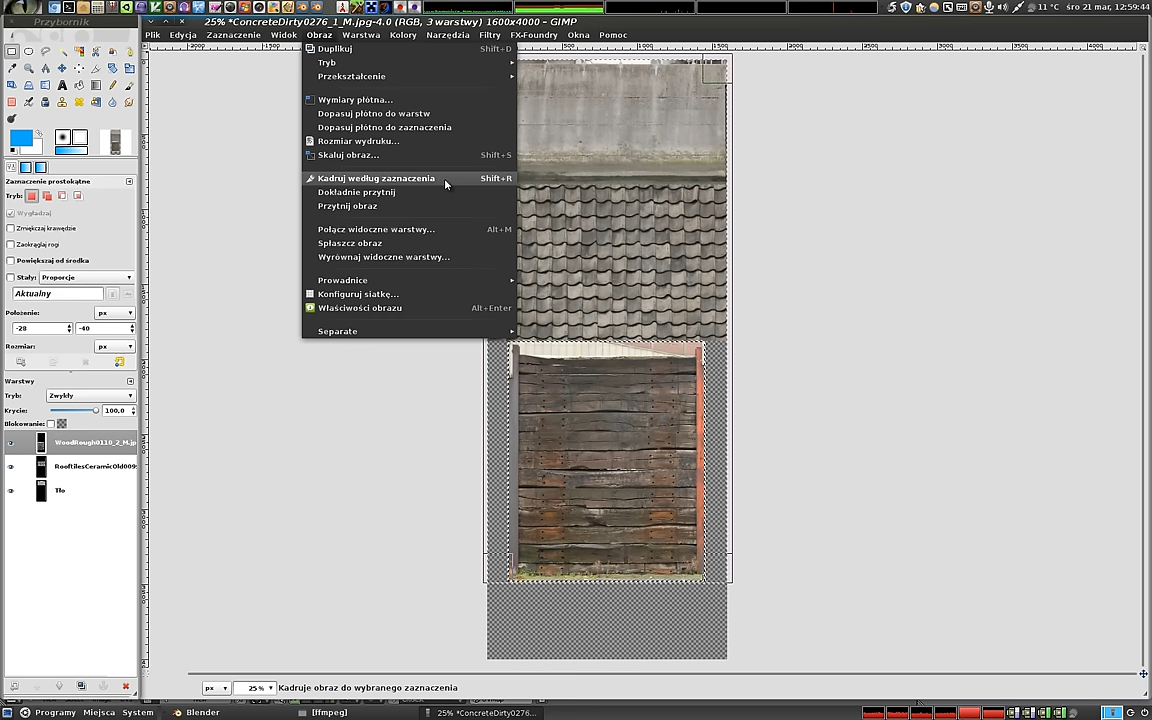 Przybornik
25% *ConcreteDirty0276_1_M.jpg-4.0 (RGB, 3 warstwy) 1600x4000 – GIMP
11 °C
śro 21 mar, 12:59:44
Plik Edycja Zaznaczenie Widok Obraz Warstwa Kolory Narzędzia Filtry FX-Foundry Okna Pomoc
Duplikuj Shift+D
Tryb
Przekształcenie
Wymiary płótna...
Dopasuj płótno do warstw
Dopasuj płótno do zaznaczenia
Rozmiar wydruku...
Skaluj obraz... Shift+S
Kadruj według zaznaczenia Shift+R
Dokładnie przytnij
Przytnij obraz
Połącz widoczne warstwy... Alt+M
Spłaszcz obraz
Wyrównaj widoczne warstwy...
Prowadnice
Konfiguruj siatkę...
Właściwości obrazu Alt+Enter
Separate
Zaznaczenie prostokątne
Tryb:
Wygładzaj
Zmiękczaj krawędzie
Zaokrąglaj rogi
Powiększaj od środka
Stały: Proporcje
Aktualny
Położenie: px
-28 -40
Rozmiar: px
Warstwy
Tryb: Zwykły
Krycie: 100,0
Blokowanie:
WoodRough0110_2_M.jp
RooftilesCeramicOld009
Tło
px 25% Kadruje obraz do wybranego zaznaczenia
Programy Miejsca System Blender [ffmpeg] 25% *ConcreteDirty0276...